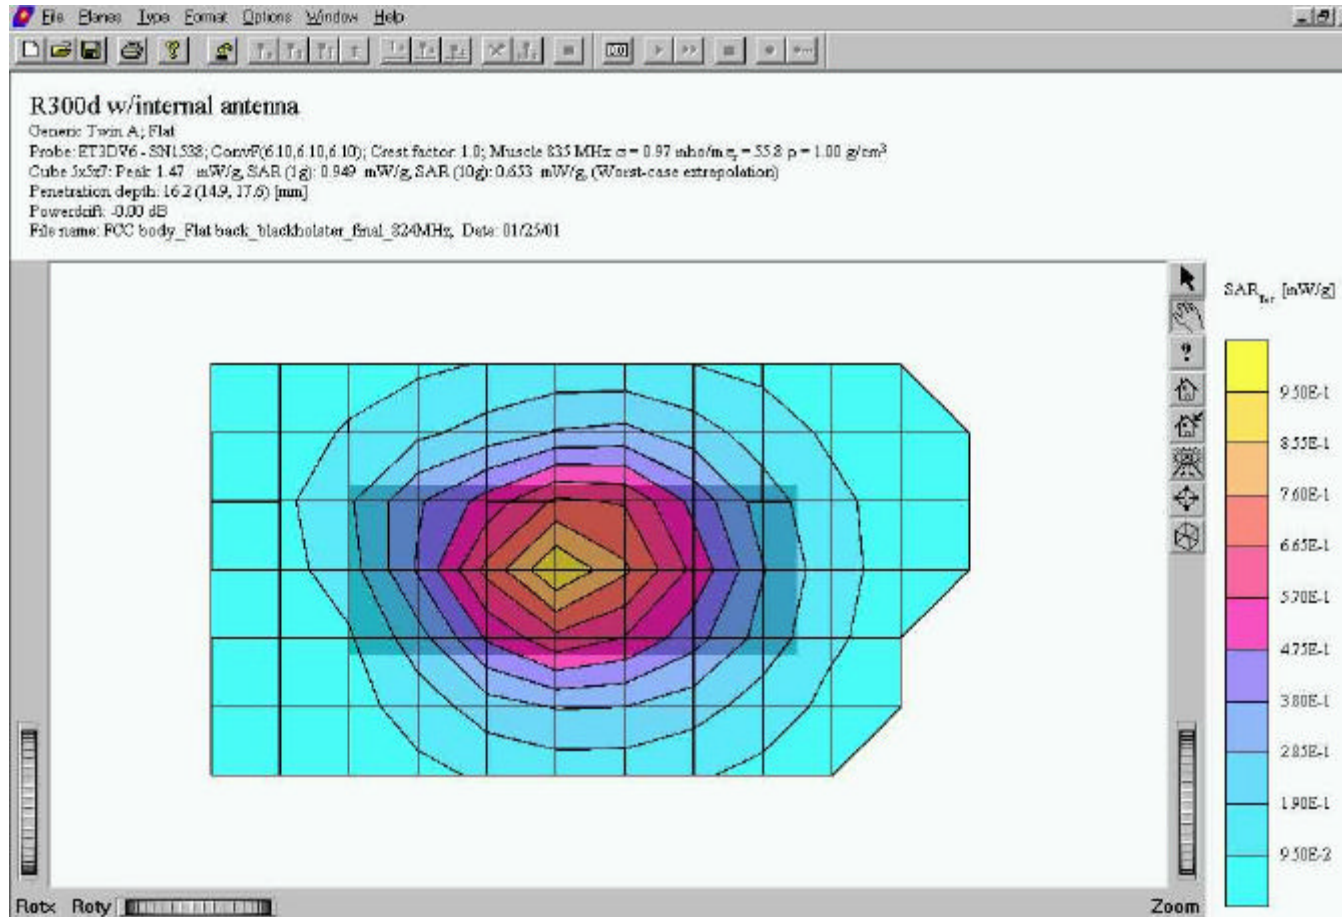 File Planes Type Format Options Window Help
R300d w/internal antenna
Generic Twin A; Flat
Probe: ET3DV6 - SN1538; ConvF(6.10,6.10,6.10); Crest factor: 1.0; Muscle 835 MHz: σ = 0.97 mho/m εr = 55.8 ρ = 1.00 g/cm³
Cube 5x5x7: Peak: 1.47 mW/g, SAR (1g): 0.949 mW/g, SAR (10g): 0.653 mW/g, (Worst-case extrapolation)
Penetration depth: 16.2 (14.9, 17.6) [mm]
Powerdrift: -0.00 dB
File name: FCC body_Flat back_blackholster_final_824MHz, Date: 01/25/01
SARTot [mW/g]
9.50E-1
8.55E-1
7.60E-1
6.65E-1
5.70E-1
4.75E-1
3.80E-1
2.85E-1
1.90E-1
9.50E-2
Rotx Roty
Zoom